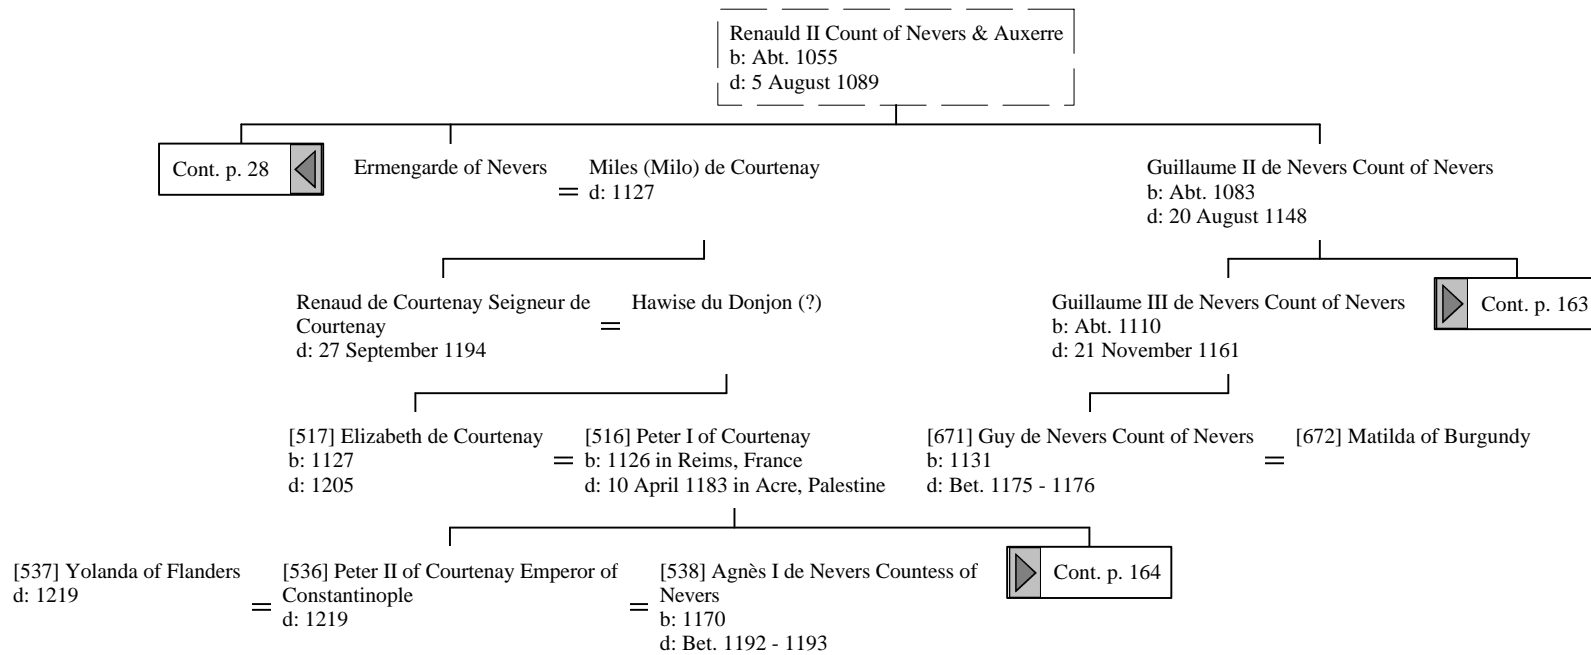 Renauld II Count of Nevers & Auxerre
b: Abt. 1055
d: 5 August 1089
Cont. p. 28
Ermengarde of Nevers
=
Miles (Milo) de Courtenay
d: 1127
Guillaume II de Nevers Count of Nevers
b: Abt. 1083
d: 20 August 1148
Renaud de Courtenay Seigneur de
Courtenay
d: 27 September 1194
=
Hawise du Donjon (?)
Guillaume III de Nevers Count of Nevers
b: Abt. 1110
d: 21 November 1161
Cont. p. 163
[517] Elizabeth de Courtenay
b: 1127
d: 1205
=
[516] Peter I of Courtenay
b: 1126 in Reims, France
d: 10 April 1183 in Acre, Palestine
[671] Guy de Nevers Count of Nevers
b: 1131
d: Bet. 1175 - 1176
=
[672] Matilda of Burgundy
[537] Yolanda of Flanders
d: 1219
=
[536] Peter II of Courtenay Emperor of
Constantinople
d: 1219
=
[538] Agnès I de Nevers Countess of
Nevers
b: 1170
d: Bet. 1192 - 1193
Cont. p. 164